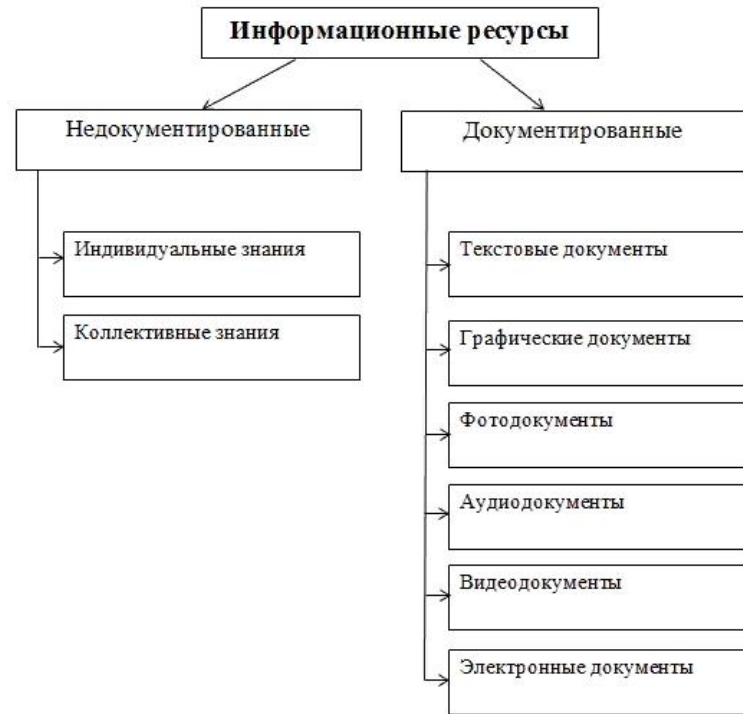 Информационные ресурсы
Недокументированные
Индивидуальные знания
Коллективные знания
Документированные
Текстовые документы
Графические документы
Фотодокументы
Аудиодокументы
Видеодокументы
Электронные документы